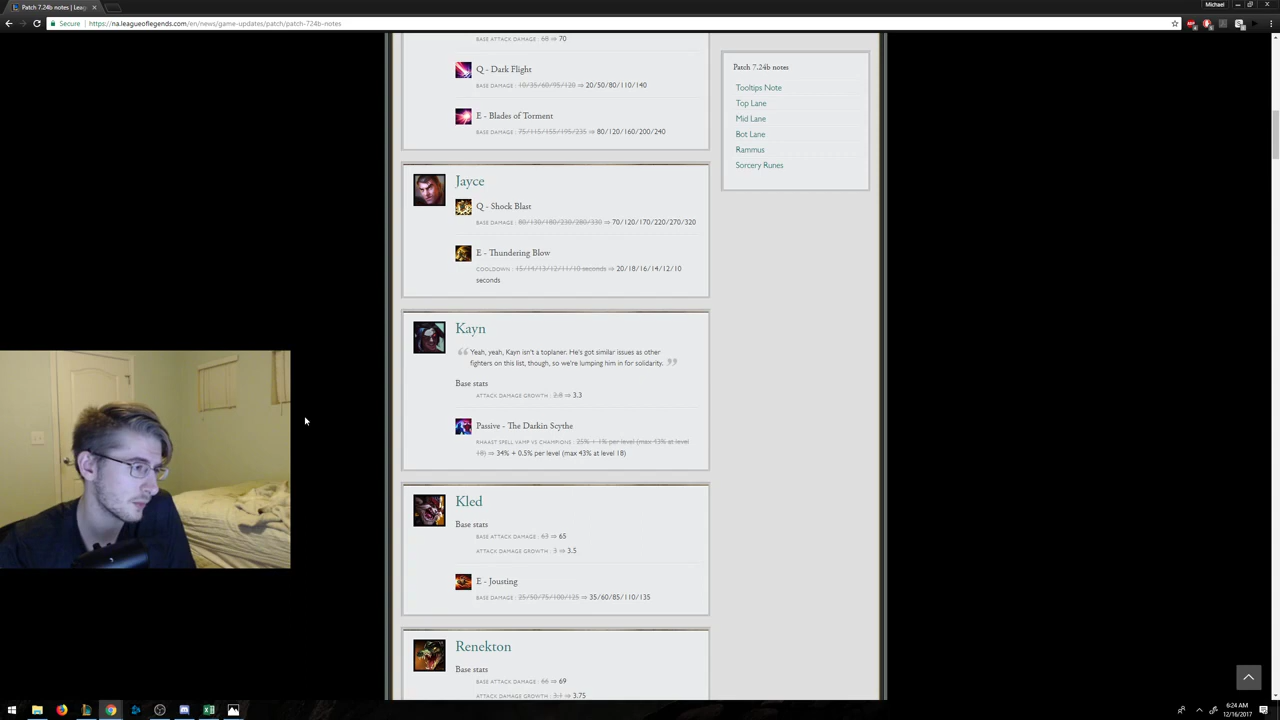 Patch 7.24b notes | Leag
Michael
Secure
https://na.leagueoflegends.com/en/news/game-updates/patch/patch-724b-notes
BASE ATTACK DAMAGE : 68 ⇒ 70
Q - Dark Flight
BASE DAMAGE : 10/35/60/95/120 ⇒ 20/50/80/110/140
E - Blades of Torment
BASE DAMAGE : 75/115/155/195/235 ⇒ 80/120/160/200/240
Jayce
Q - Shock Blast
BASE DAMAGE : 80/130/180/230/280/330 ⇒ 70/120/170/220/270/320
E - Thundering Blow
COOLDOWN : 15/14/13/12/11/10 seconds ⇒ 20/18/16/14/12/10
seconds
Kayn
Yeah, yeah, Kayn isn't a toplaner. He's got similar issues as other
fighters on this list, though, so we're lumping him in for solidarity.
Base stats
ATTACK DAMAGE GROWTH : 2.8 ⇒ 3.3
Passive - The Darkin Scythe
RHAAST SPELL VAMP VS CHAMPIONS : 25% + 1% per level (max 43% at level
18) ⇒ 34% + 0.5% per level (max 43% at level 18)
Kled
Base stats
BASE ATTACK DAMAGE : 63 ⇒ 65
ATTACK DAMAGE GROWTH : 3 ⇒ 3.5
E - Jousting
BASE DAMAGE : 25/50/75/100/125 ⇒ 35/60/85/110/135
Renekton
Base stats
BASE ATTACK DAMAGE : 66 ⇒ 69
ATTACK DAMAGE GROWTH : 3.1 ⇒ 3.75
Patch 7.24b notes
Tooltips Note
Top Lane
Mid Lane
Bot Lane
Rammus
Sorcery Runes
6:24 AM
12/16/2017